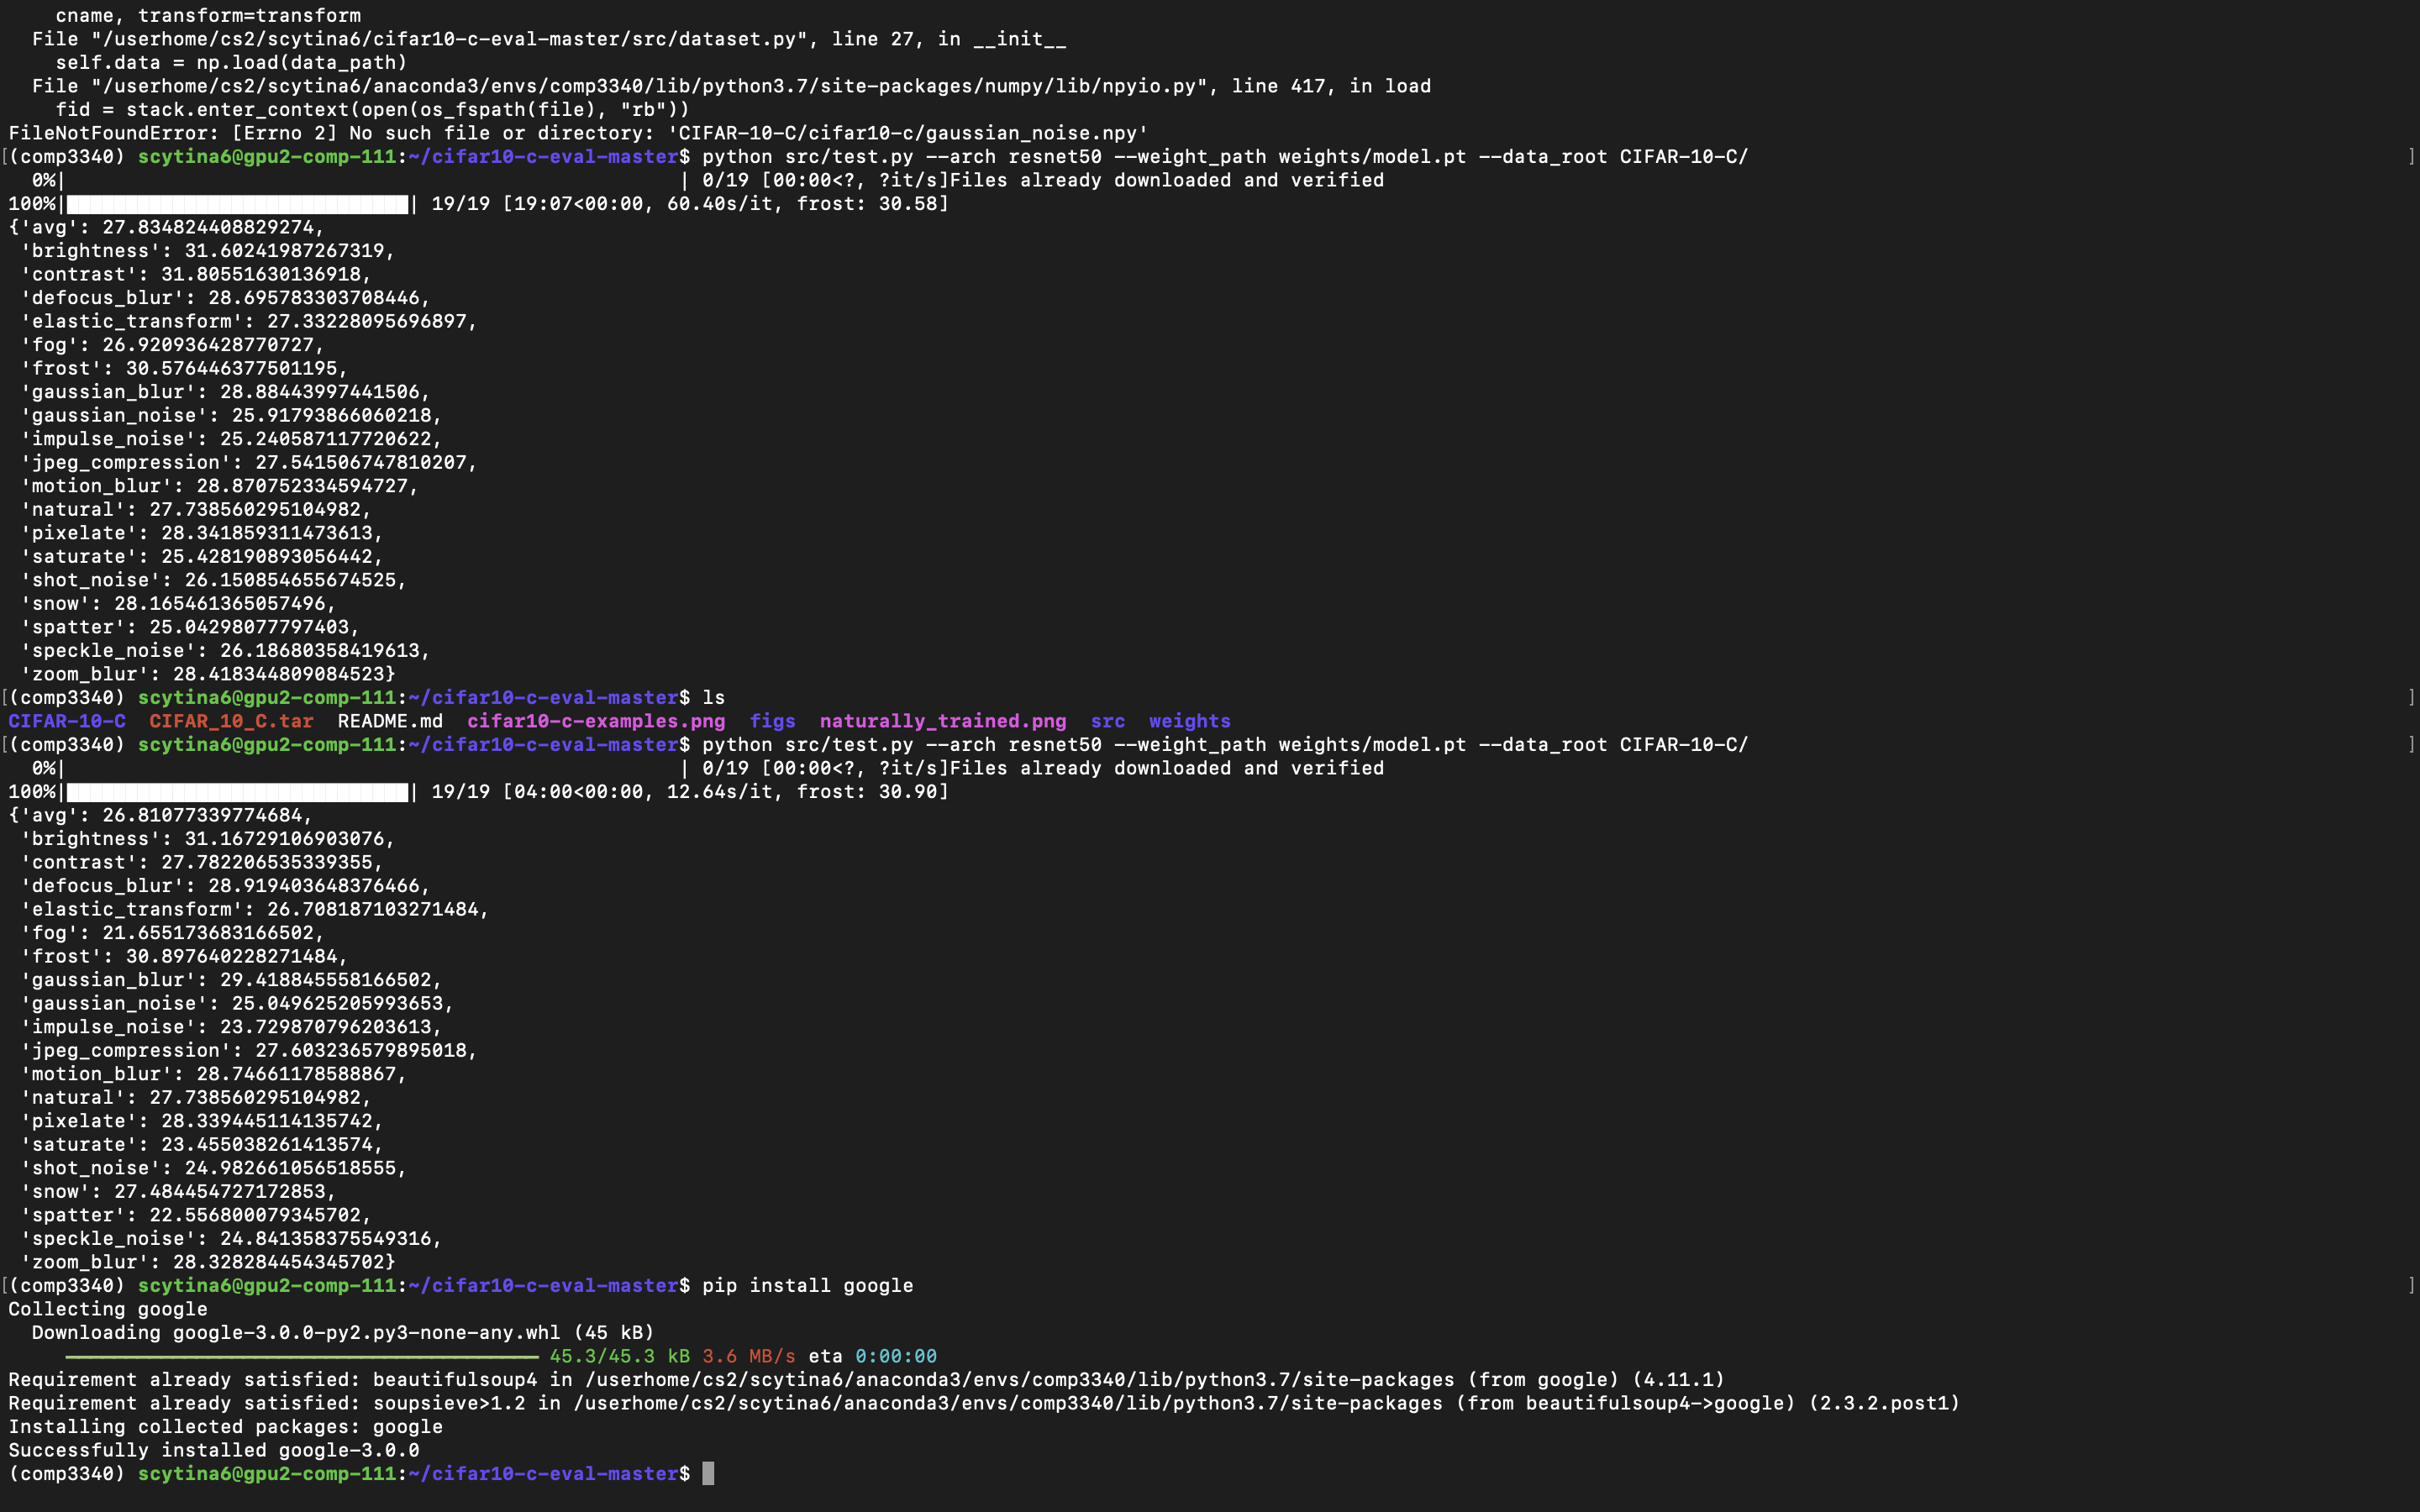 cname, transform=transform
  File "/userhome/cs2/scytina6/cifar10-c-eval-master/src/dataset.py", line 27, in __init__
    self.data = np.load(data_path)
  File "/userhome/cs2/scytina6/anaconda3/envs/comp3340/lib/python3.7/site-packages/numpy/lib/npyio.py", line 417, in load
    fid = stack.enter_context(open(os_fspath(file), "rb"))
FileNotFoundError: [Errno 2] No such file or directory: 'CIFAR-10-C/cifar10-c/gaussian_noise.npy'
[(comp3340) scytina6@gpu2-comp-111:~/cifar10-c-eval-master$ python src/test.py --arch resnet50 --weight_path weights/model.pt --data_root CIFAR-10-C/ ]
  0%| | 0/19 [00:00<?, ?it/s]Files already downloaded and verified
100%|██████████| 19/19 [19:07<00:00, 60.40s/it, frost: 30.58]
{'avg': 27.834824408829274,
 'brightness': 31.60241987267319,
 'contrast': 31.80551630136918,
 'defocus_blur': 28.695783303708446,
 'elastic_transform': 27.33228095696897,
 'fog': 26.920936428770727,
 'frost': 30.576446377501195,
 'gaussian_blur': 28.88443997441506,
 'gaussian_noise': 25.91793866060218,
 'impulse_noise': 25.240587117720622,
 'jpeg_compression': 27.541506747810207,
 'motion_blur': 28.870752334594727,
 'natural': 27.738560295104982,
 'pixelate': 28.341859311473613,
 'saturate': 25.428190893056442,
 'shot_noise': 26.150854655674525,
 'snow': 28.165461365057496,
 'spatter': 25.04298077797403,
 'speckle_noise': 26.18680358419613,
 'zoom_blur': 28.418344809084523}
[(comp3340) scytina6@gpu2-comp-111:~/cifar10-c-eval-master$ ls ]
CIFAR-10-C  CIFAR_10_C.tar  README.md  cifar10-c-examples.png  figs  naturally_trained.png  src  weights
[(comp3340) scytina6@gpu2-comp-111:~/cifar10-c-eval-master$ python src/test.py --arch resnet50 --weight_path weights/model.pt --data_root CIFAR-10-C/ ]
  0%| | 0/19 [00:00<?, ?it/s]Files already downloaded and verified
100%|██████████| 19/19 [04:00<00:00, 12.64s/it, frost: 30.90]
{'avg': 26.81077339774684,
 'brightness': 31.16729106903076,
 'contrast': 27.782206535339355,
 'defocus_blur': 28.919403648376466,
 'elastic_transform': 26.708187103271484,
 'fog': 21.655173683166502,
 'frost': 30.897640228271484,
 'gaussian_blur': 29.418845558166502,
 'gaussian_noise': 25.049625205993653,
 'impulse_noise': 23.729870796203613,
 'jpeg_compression': 27.603236579895018,
 'motion_blur': 28.74661178588867,
 'natural': 27.738560295104982,
 'pixelate': 28.339445114135742,
 'saturate': 23.455038261413574,
 'shot_noise': 24.982661056518555,
 'snow': 27.484454727172853,
 'spatter': 22.556800079345702,
 'speckle_noise': 24.841358375549316,
 'zoom_blur': 28.328284454345702}
[(comp3340) scytina6@gpu2-comp-111:~/cifar10-c-eval-master$ pip install google ]
Collecting google
  Downloading google-3.0.0-py2.py3-none-any.whl (45 kB)
     ━━━━━━━━━━━━━━━━━━━━ 45.3/45.3 kB 3.6 MB/s eta 0:00:00
Requirement already satisfied: beautifulsoup4 in /userhome/cs2/scytina6/anaconda3/envs/comp3340/lib/python3.7/site-packages (from google) (4.11.1)
Requirement already satisfied: soupsieve>1.2 in /userhome/cs2/scytina6/anaconda3/envs/comp3340/lib/python3.7/site-packages (from beautifulsoup4->google) (2.3.2.post1)
Installing collected packages: google
Successfully installed google-3.0.0
(comp3340) scytina6@gpu2-comp-111:~/cifar10-c-eval-master$